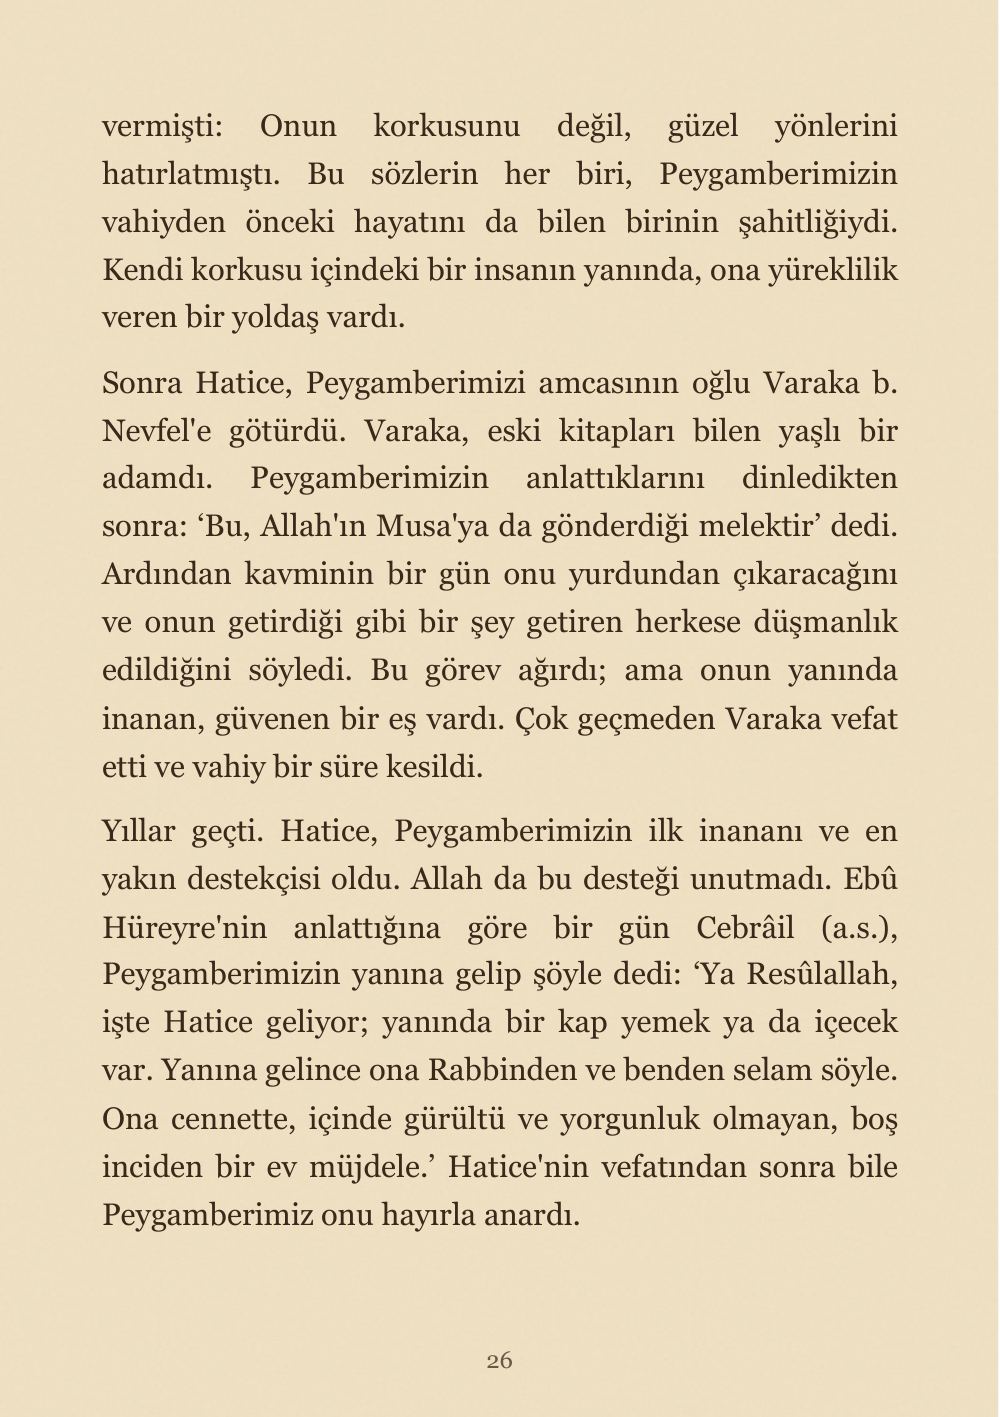 vermişti: Onun korkusunu değil, güzel yönlerini
hatırlatmıştı. Bu sözlerin her biri, Peygamberimizin
vahiyden önceki hayatını da bilen birinin şahitliğiydi.
Kendi korkusu içindeki bir insanın yanında, ona yüreklilik
veren bir yoldaş vardı.
Sonra Hatice, Peygamberimizi amcasının oğlu Varaka b.
Nevfel'e götürdü. Varaka, eski kitapları bilen yaşlı bir
adamdı. Peygamberimizin anlattıklarını dinledikten
sonra: ‘Bu, Allah'ın Musa'ya da gönderdiği melektir’ dedi.
Ardından kavminin bir gün onu yurdundan çıkaracağını
ve onun getirdiği gibi bir şey getiren herkese düşmanlık
edildiğini söyledi. Bu görev ağırdı; ama onun yanında
inanan, güvenen bir eş vardı. Çok geçmeden Varaka vefat
etti ve vahiy bir süre kesildi.
Yıllar geçti. Hatice, Peygamberimizin ilk inananı ve en
yakın destekçisi oldu. Allah da bu desteği unutmadı. Ebû
Hüreyre'nin anlattığına göre bir gün Cebrâil (a.s.),
Peygamberimizin yanına gelip şöyle dedi: ‘Ya Resûlallah,
işte Hatice geliyor; yanında bir kap yemek ya da içecek
var. Yanına gelince ona Rabbinden ve benden selam söyle.
Ona cennette, içinde gürültü ve yorgunluk olmayan, boş
inciden bir ev müjdele.’ Hatice'nin vefatından sonra bile
Peygamberimiz onu hayırla anardı.
26